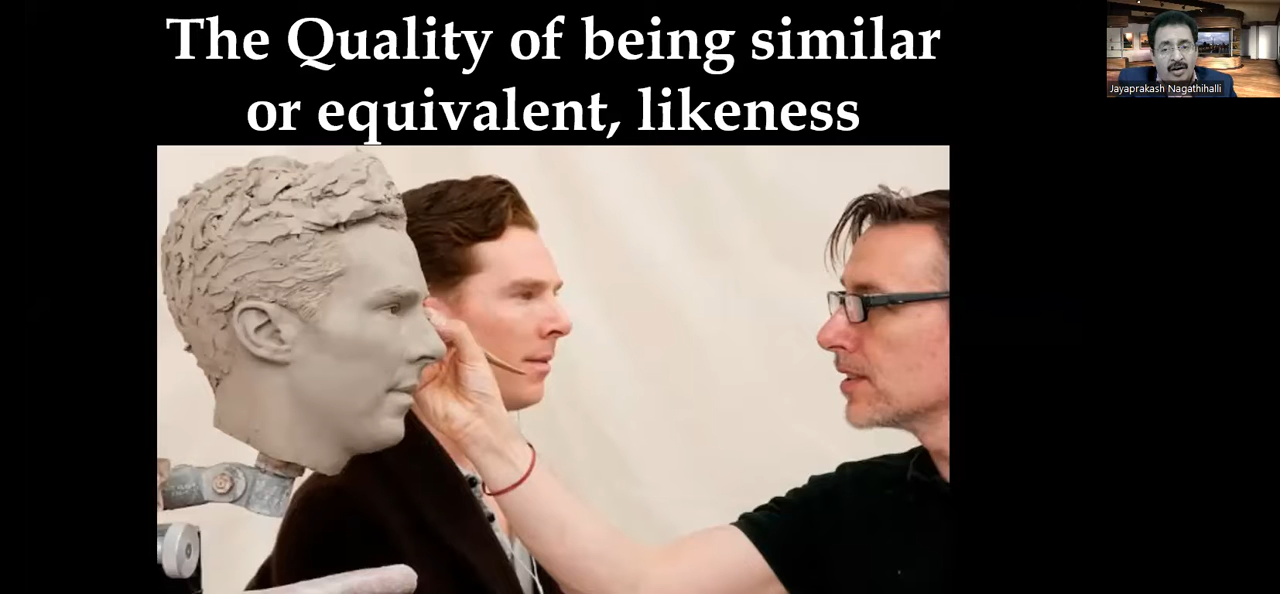 The Quality of being similar
or equivalent, likeness
Jayaprakash Nagathihalli